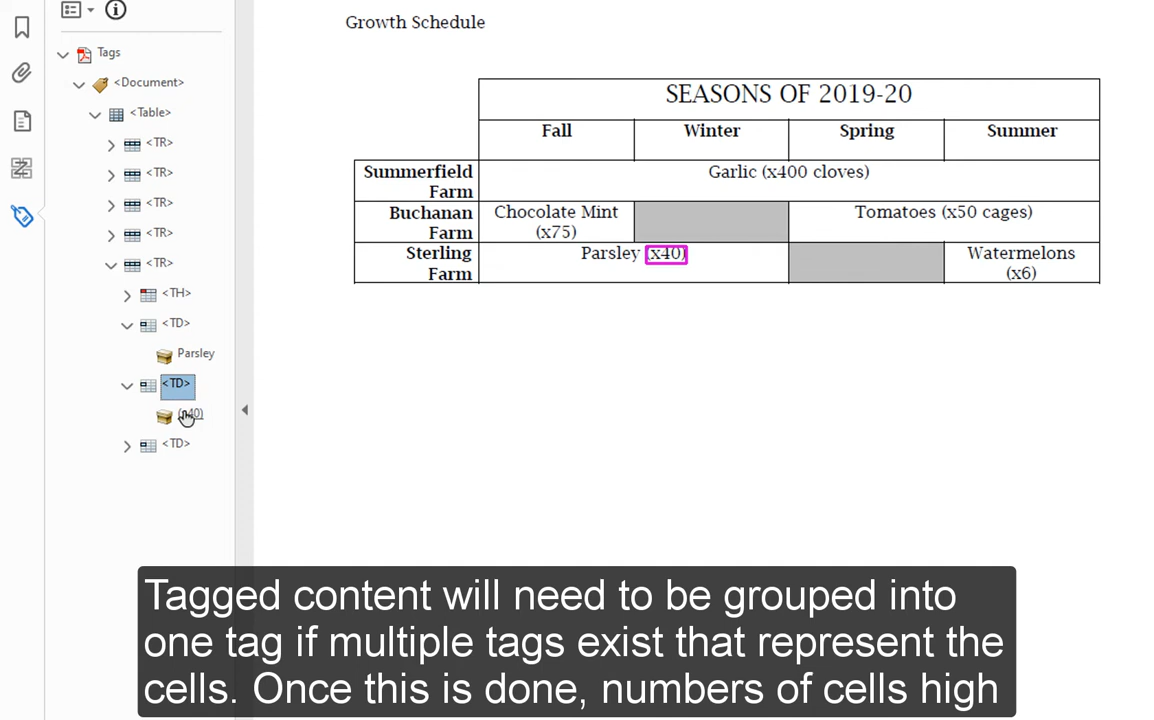 Growth Schedule
Tags
<Document>
<Table>
<TR>
<TR>
<TR>
<TR>
<TR>
<TH>
<TD>
Parsley
<TD>
(x40)
<TD>
SEASONS OF 2019-20
Fall Winter Spring Summer
Summerfield Farm Garlic (x400 cloves)
Buchanan Farm Chocolate Mint (x75) Tomatoes (x50 cages)
Sterling Farm Parsley (x40) Watermelons (x6)
Tagged content will need to be grouped into
one tag if multiple tags exist that represent the
cells. Once this is done, numbers of cells high